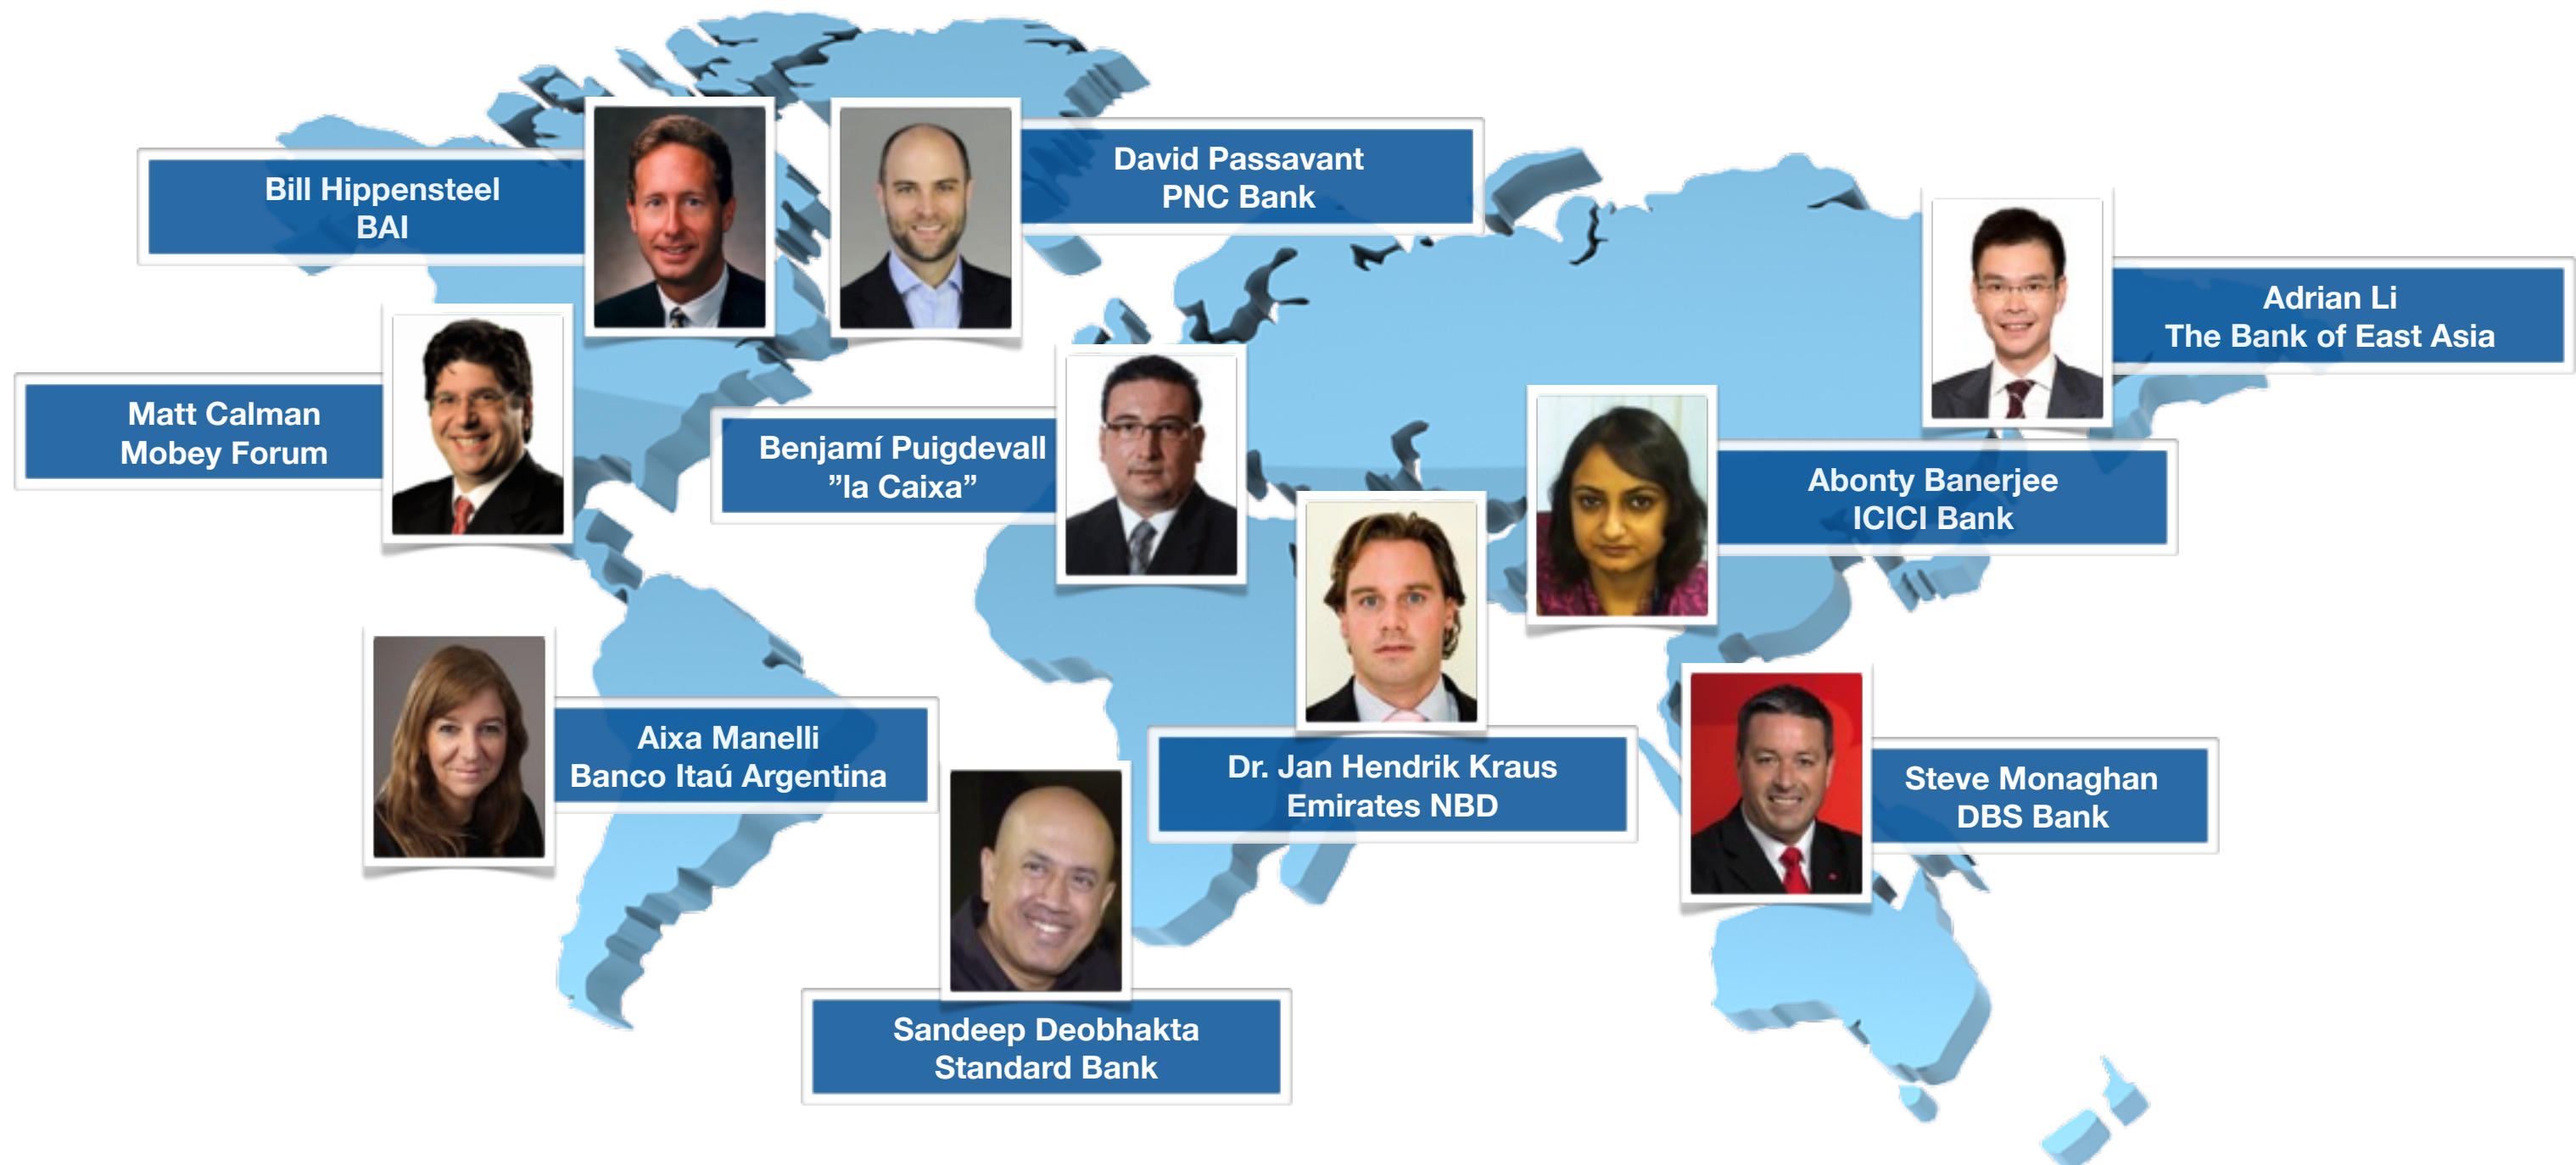 Bill Hippensteel
BAI
David Passavant
PNC Bank
Adrian Li
The Bank of East Asia
Matt Calman
Mobey Forum
Benjamí Puigdevall
”la Caixa”
Abonty Banerjee
ICICI Bank
Aixa Manelli
Banco Itaú Argentina
Dr. Jan Hendrik Kraus
Emirates NBD
Steve Monaghan
DBS Bank
Sandeep Deobhakta
Standard Bank